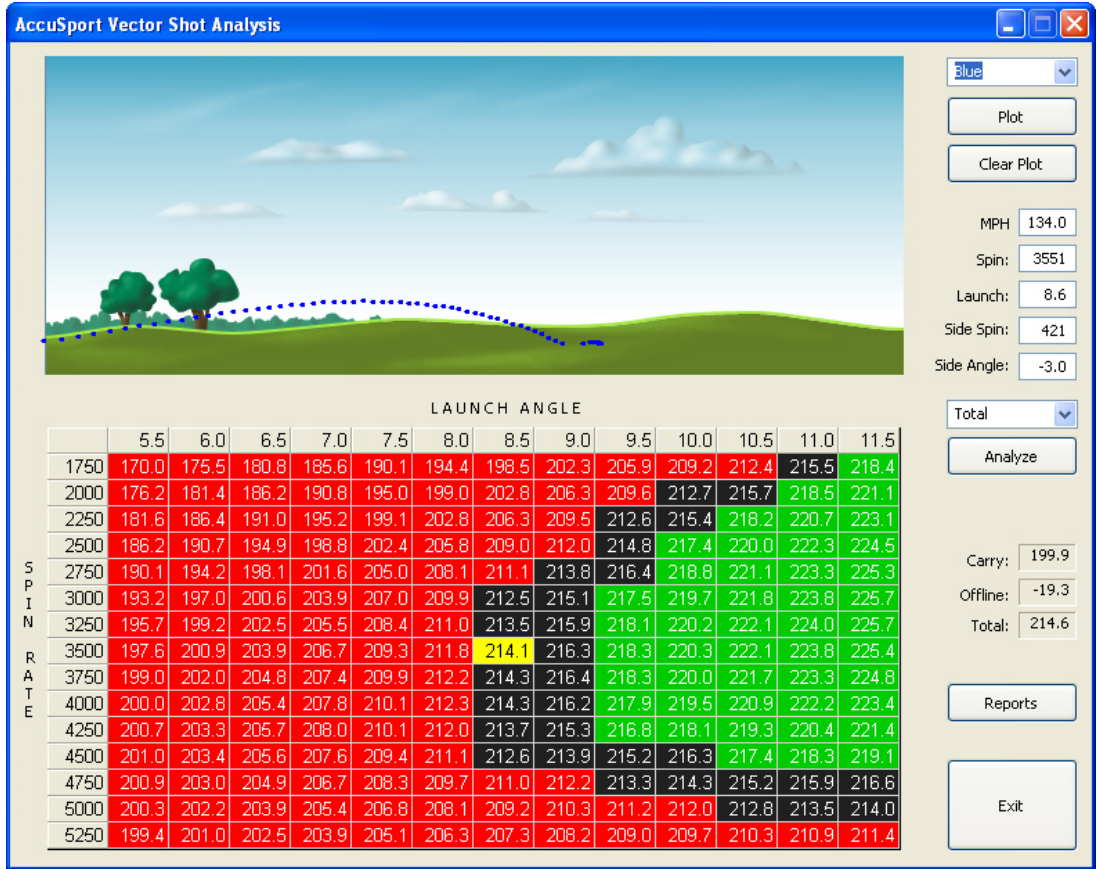 AccuSport Vector Shot Analysis
Blue
Plot
Clear Plot
MPH 134.0
Spin: 3551
Launch: 8.6
Side Spin: 421
Side Angle: -3.0
Total
Analyze
Carry: 199.9
Offline: -19.3
Total: 214.6
Reports
Exit
LAUNCH ANGLE
SPIN RATE
5.5 6.0 6.5 7.0 7.5 8.0 8.5 9.0 9.5 10.0 10.5 11.0 11.5
1750 170.0 175.5 180.8 185.6 190.1 194.4 198.5 202.3 205.9 209.2 212.4 215.5 218.4
2000 176.2 181.4 186.2 190.8 195.0 199.0 202.8 206.3 209.6 212.7 215.7 218.5 221.1
2250 181.6 186.4 191.0 195.2 199.1 202.8 206.3 209.5 212.6 215.4 218.2 220.7 223.1
2500 186.2 190.7 194.9 198.8 202.4 205.8 209.0 212.0 214.8 217.4 220.0 222.3 224.5
2750 190.1 194.2 198.1 201.6 205.0 208.1 211.1 213.8 216.4 218.8 221.1 223.3 225.3
3000 193.2 197.0 200.6 203.9 207.0 209.9 212.5 215.1 217.5 219.7 221.8 223.8 225.7
3250 195.7 199.2 202.5 205.5 208.4 211.0 213.5 215.9 218.1 220.2 222.1 224.0 225.7
3500 197.6 200.9 203.9 206.7 209.3 211.8 214.1 216.3 218.3 220.3 222.1 223.8 225.4
3750 199.0 202.0 204.8 207.4 209.9 212.2 214.3 216.4 218.3 220.0 221.7 223.3 224.8
4000 200.0 202.8 205.4 207.8 210.1 212.3 214.3 216.2 217.9 219.5 220.9 222.2 223.4
4250 200.7 203.3 205.7 208.0 210.1 212.0 213.7 215.3 216.8 218.1 219.3 220.4 221.4
4500 201.0 203.4 205.6 207.6 209.4 211.1 212.6 213.9 215.2 216.3 217.4 218.3 219.1
4750 200.9 203.0 204.9 206.7 208.3 209.7 211.0 212.2 213.3 214.3 215.2 215.9 216.6
5000 200.3 202.2 203.9 205.4 206.8 208.1 209.2 210.3 211.2 212.0 212.8 213.5 214.0
5250 199.4 201.0 202.5 203.9 205.1 206.3 207.3 208.2 209.0 209.7 210.3 210.9 211.4